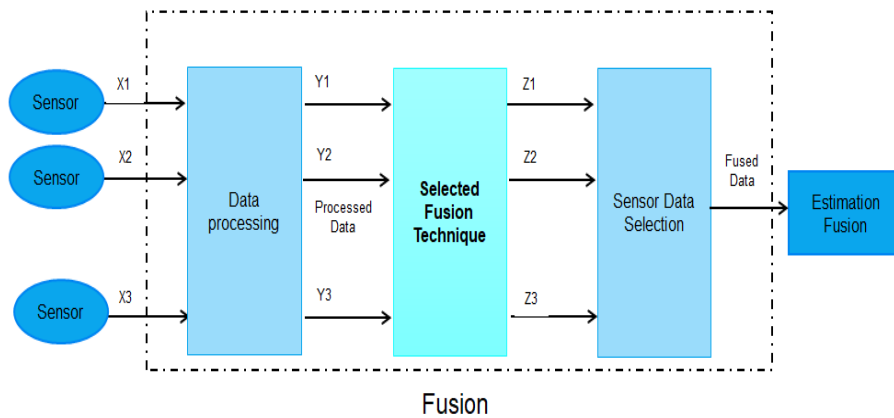 X1
Y1
Z1
Sensor
X2
Y2
Z2
Sensor
Fused
Data
Data
processing
Processed
Data
Selected
Fusion
Technique
Sensor Data
Selection
Estimation
Fusion
X3
Y3
Z3
Sensor
Fusion